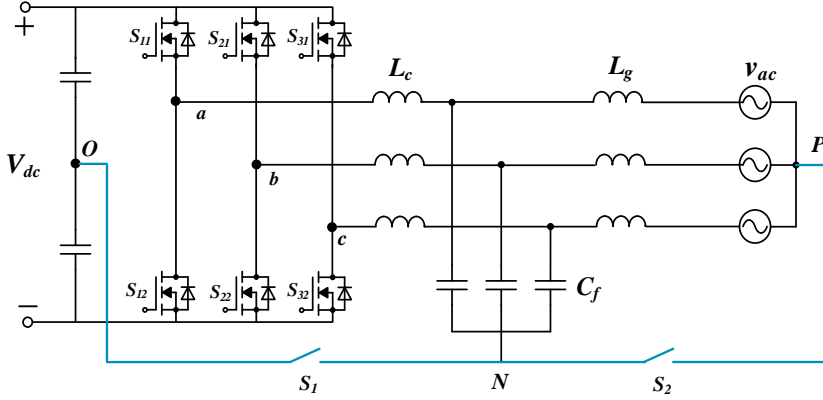 +
S11 S21 S31
Lc Lg vac
a
O P
Vdc
b
c
S12 S22 S32
Cf
−
S1 N S2